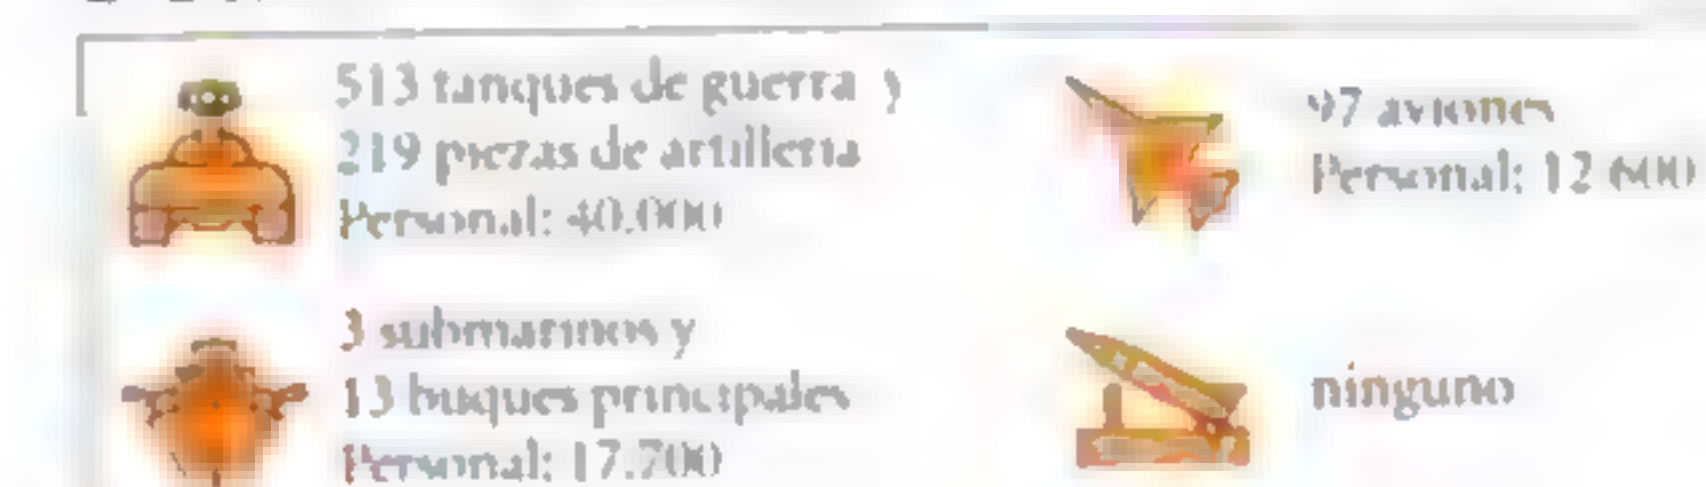 513 tanques de guerra y
219 piezas de artillería
Personal: 40.000
97 aviones
Personal: 12.600
3 submarinos y
13 buques principales
Personal: 17.700
ninguno